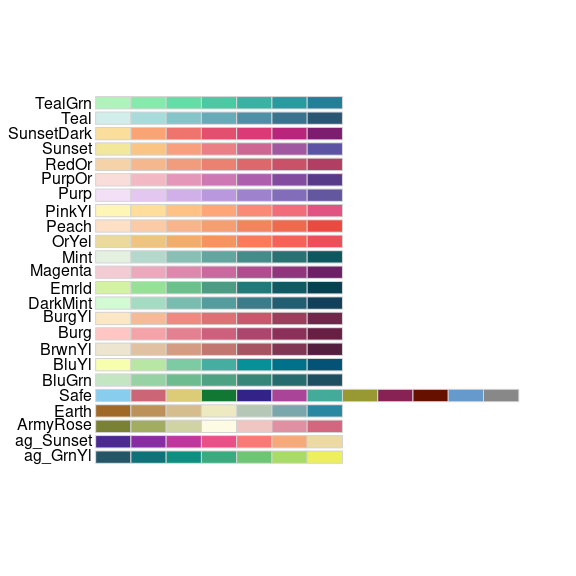 TealGrn
Teal
SunsetDark
Sunset
RedOr
PurpOr
Purp
PinkYl
Peach
OrYel
Mint
Magenta
Emrld
DarkMint
BurgYl
Burg
BrwnYl
BluYl
BluGrn
Safe
Earth
ArmyRose
ag_Sunset
ag_GrnYl